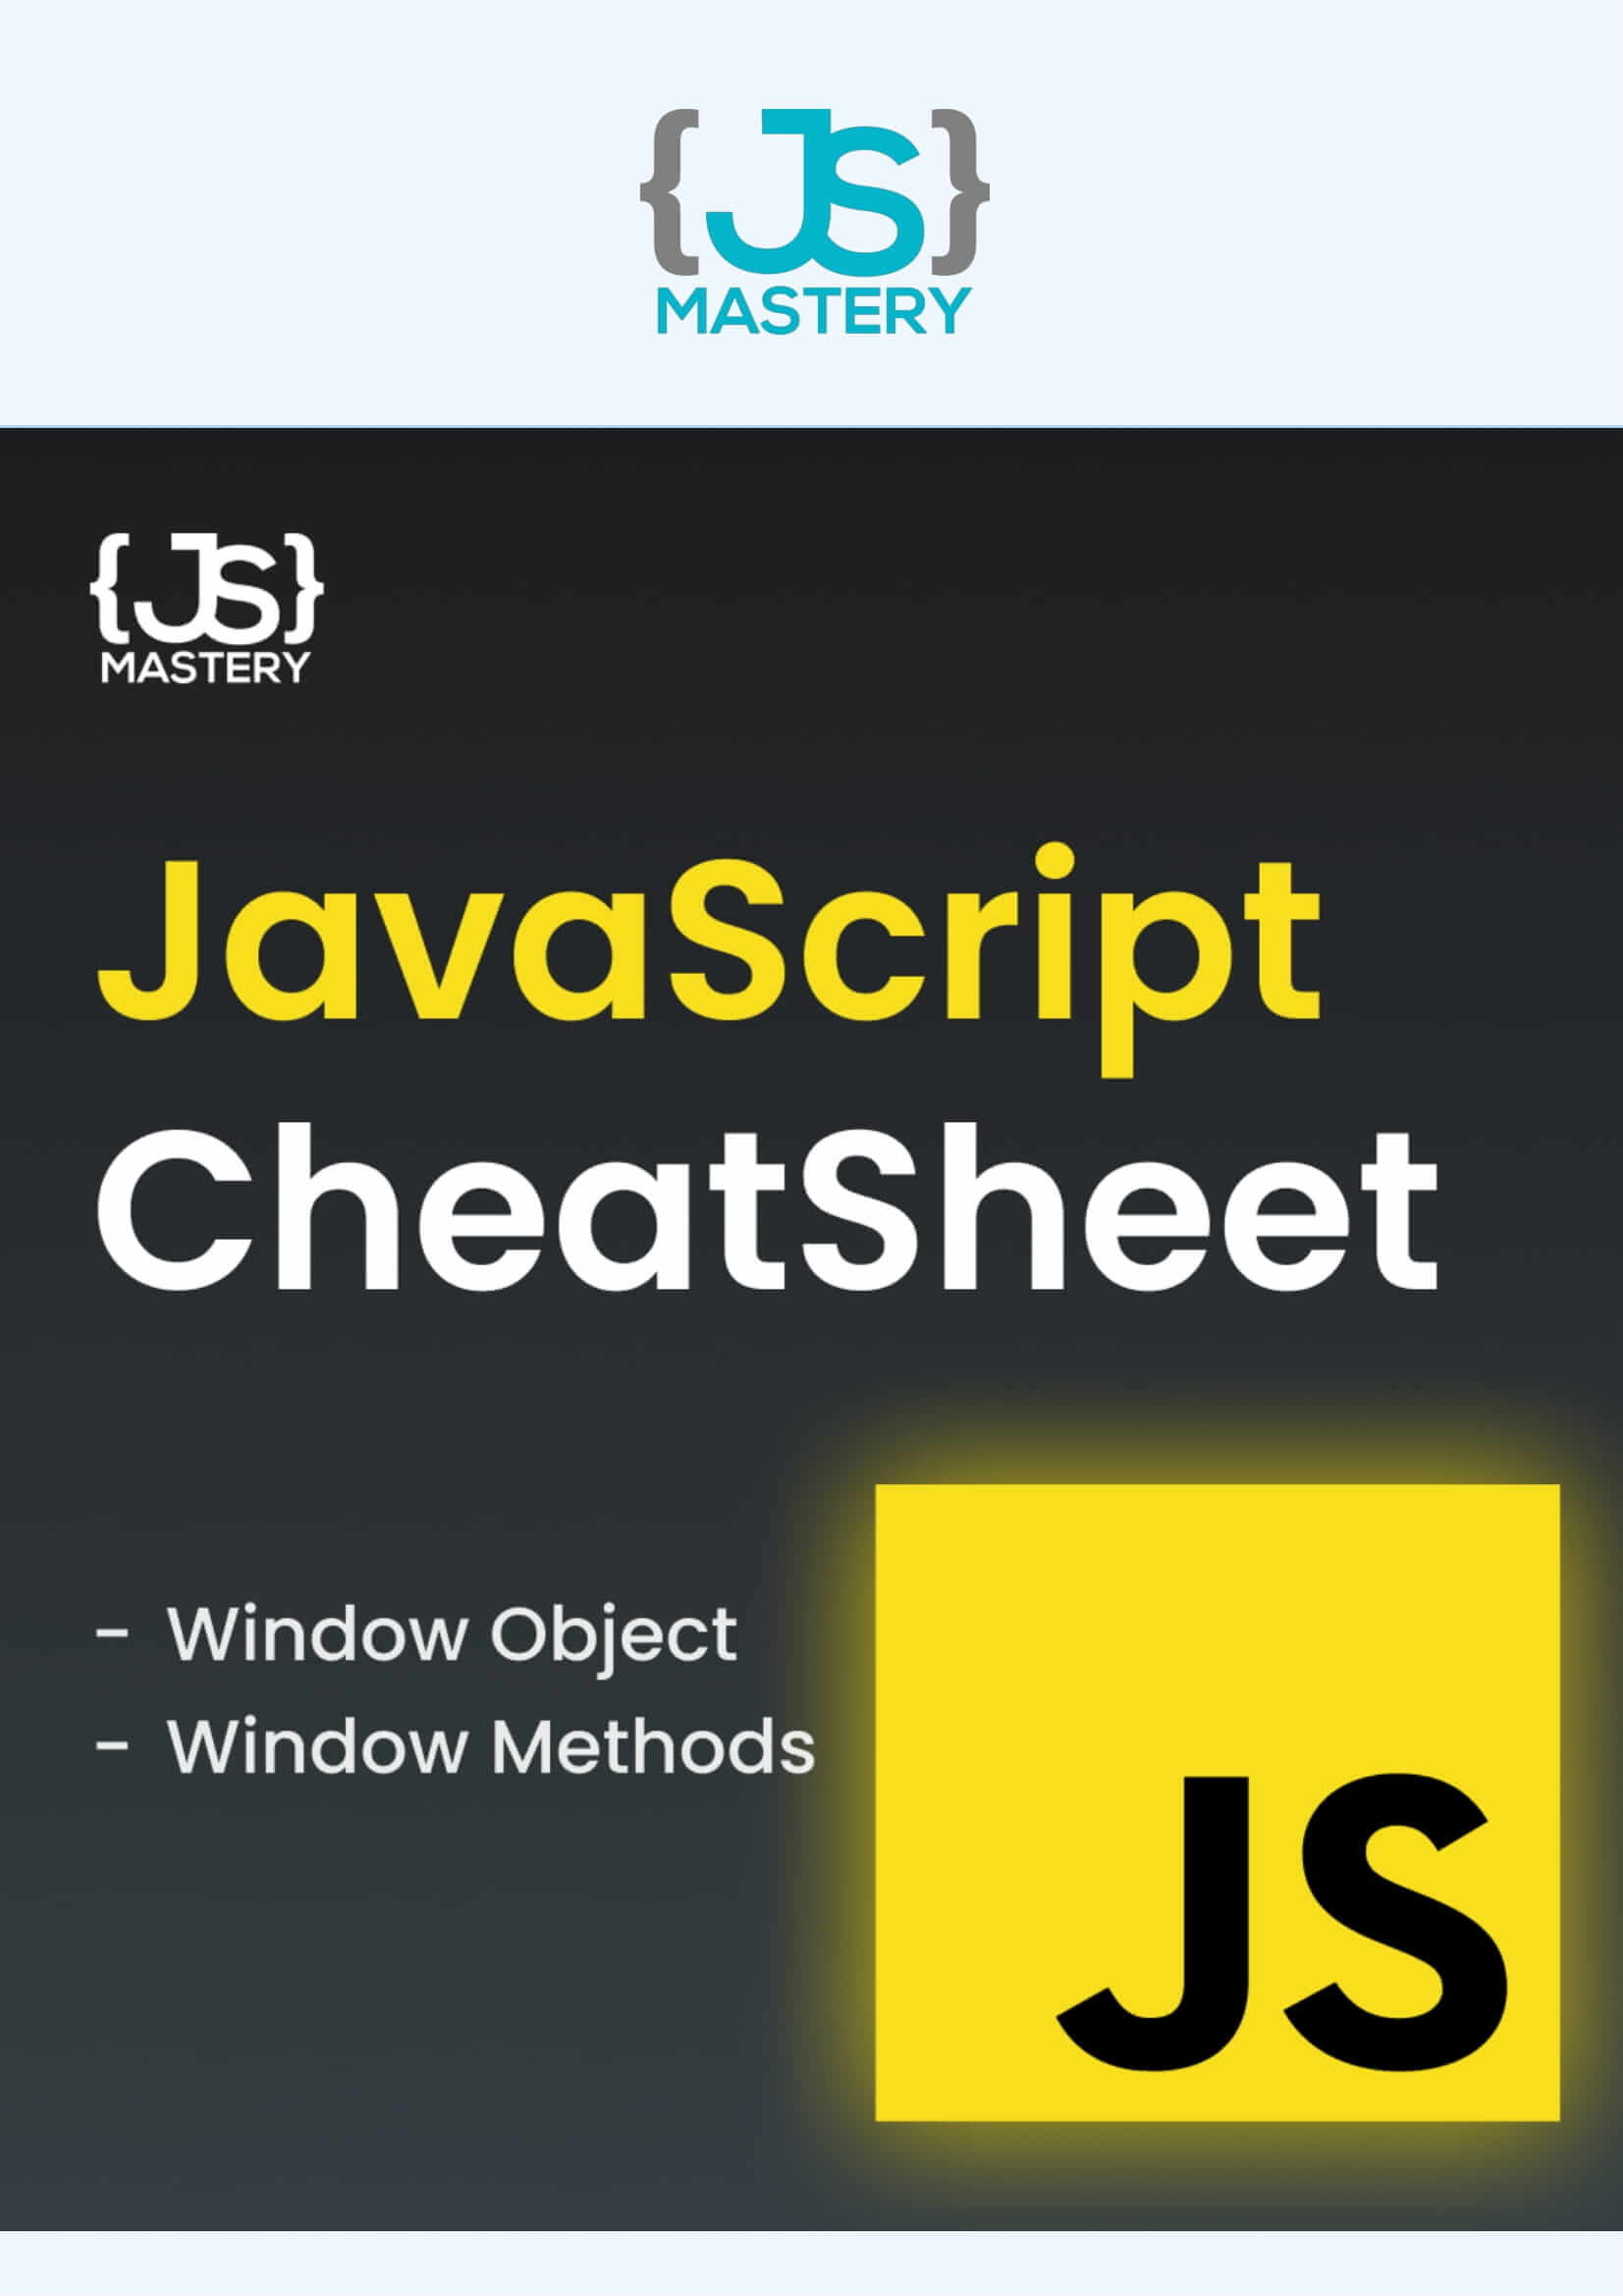 {JS}
MASTERY
{JS}
MASTERY
JavaScript
CheatSheet
- Window Object
- Window Methods
JS